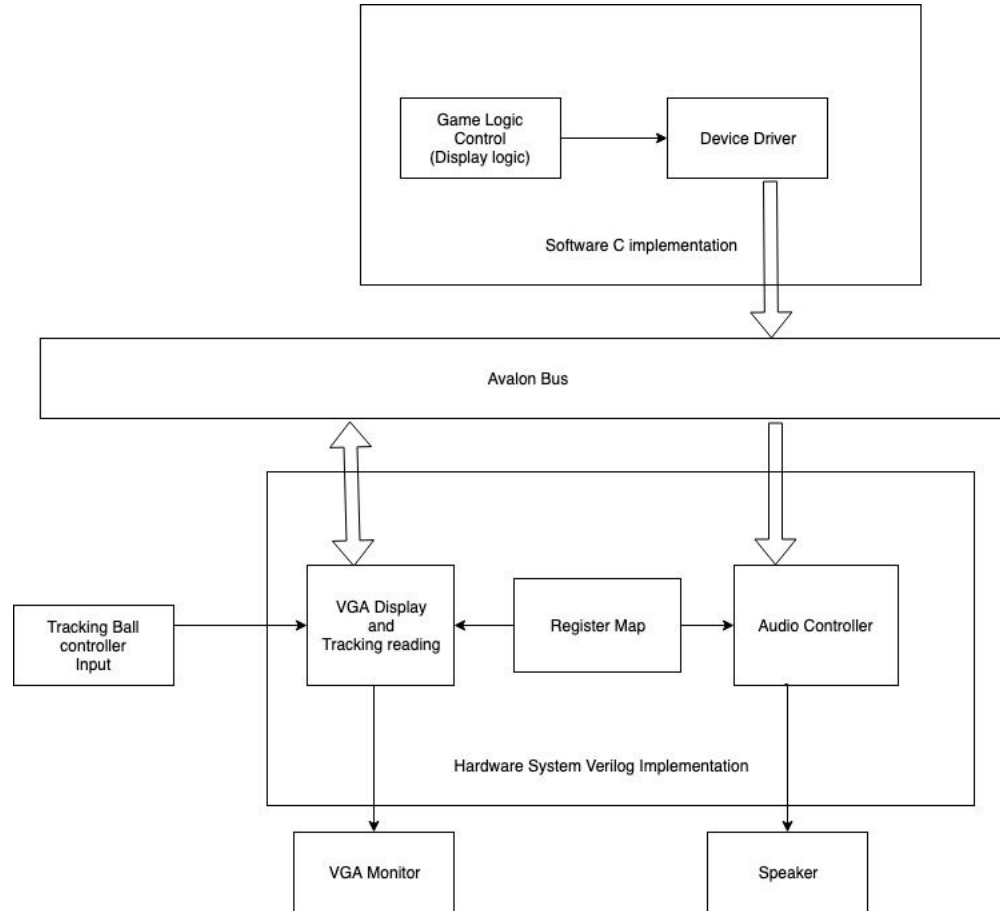 Game Logic
Control
(Display logic)
Device Driver
Software C implementation
Avalon Bus
VGA Display
and
Tracking reading
Register Map
Audio Controller
Tracking Ball
controller
Input
Hardware System Verilog Implementation
VGA Monitor
Speaker